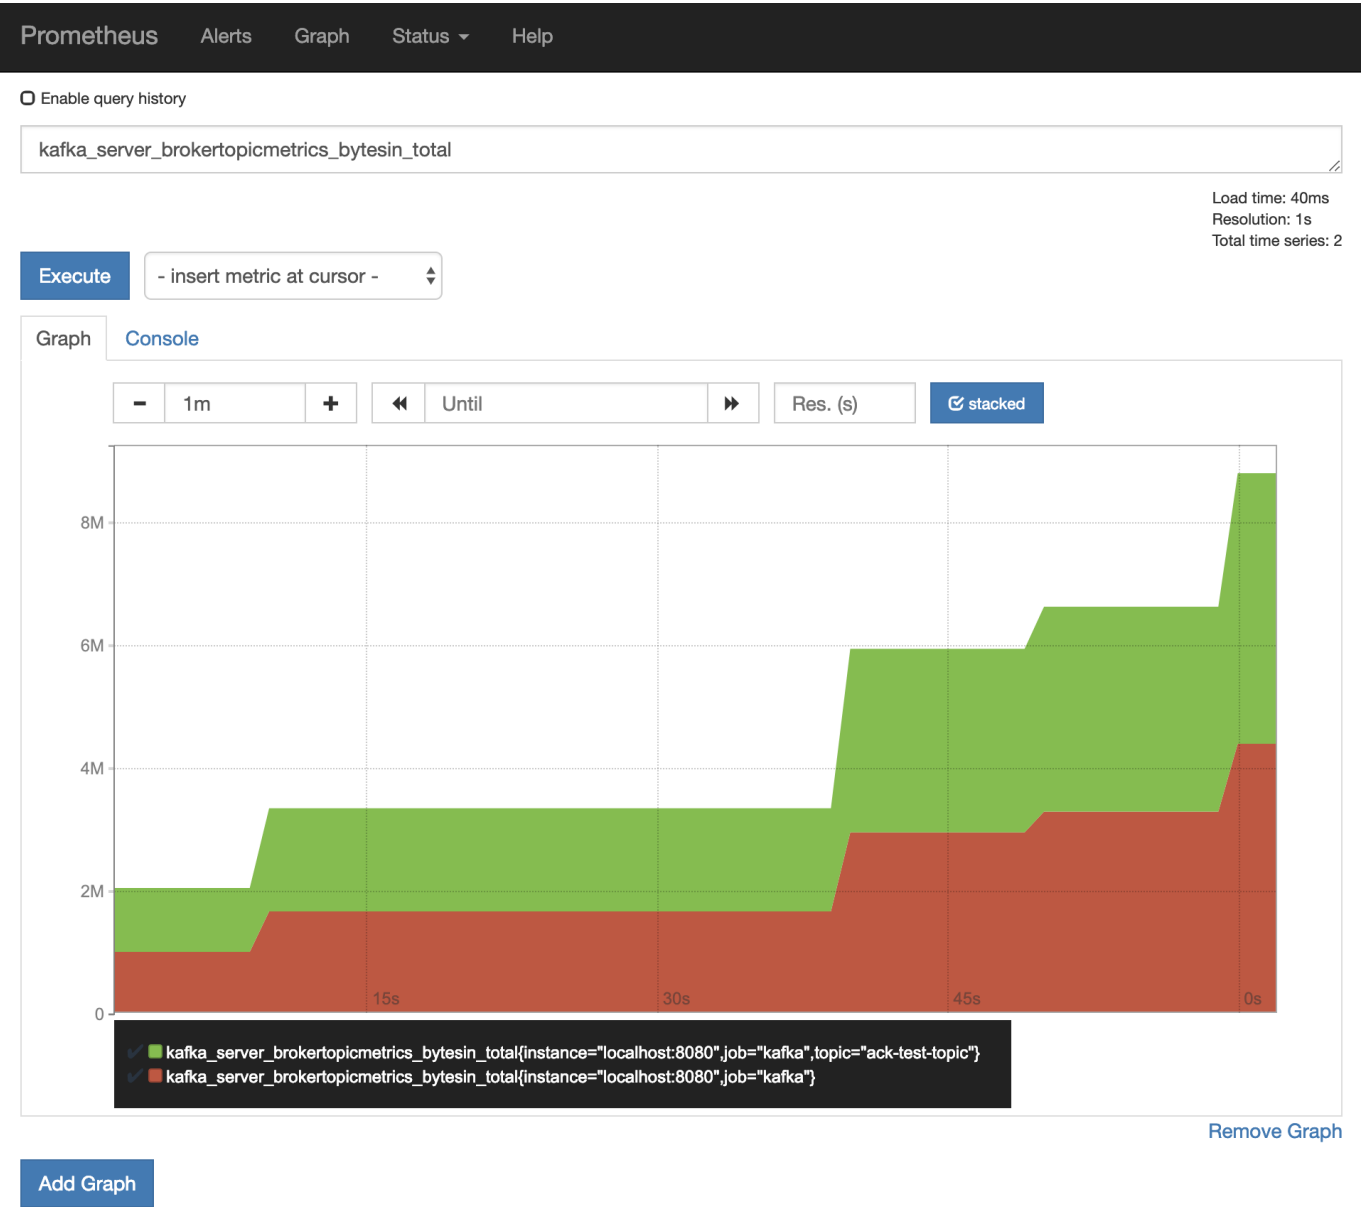 Prometheus Alerts Graph Status Help
Enable query history
kafka_server_brokertopicmetrics_bytesin_total
Load time: 40ms
Resolution: 1s
Total time series: 2
Execute - insert metric at cursor -
Graph Console
1m Until Res. (s) stacked
8M
6M
4M
2M
0
15s 30s 45s 0s
kafka_server_brokertopicmetrics_bytesin_total{instance="localhost:8080",job="kafka",topic="ack-test-topic"}
kafka_server_brokertopicmetrics_bytesin_total{instance="localhost:8080",job="kafka"}
Remove Graph
Add Graph